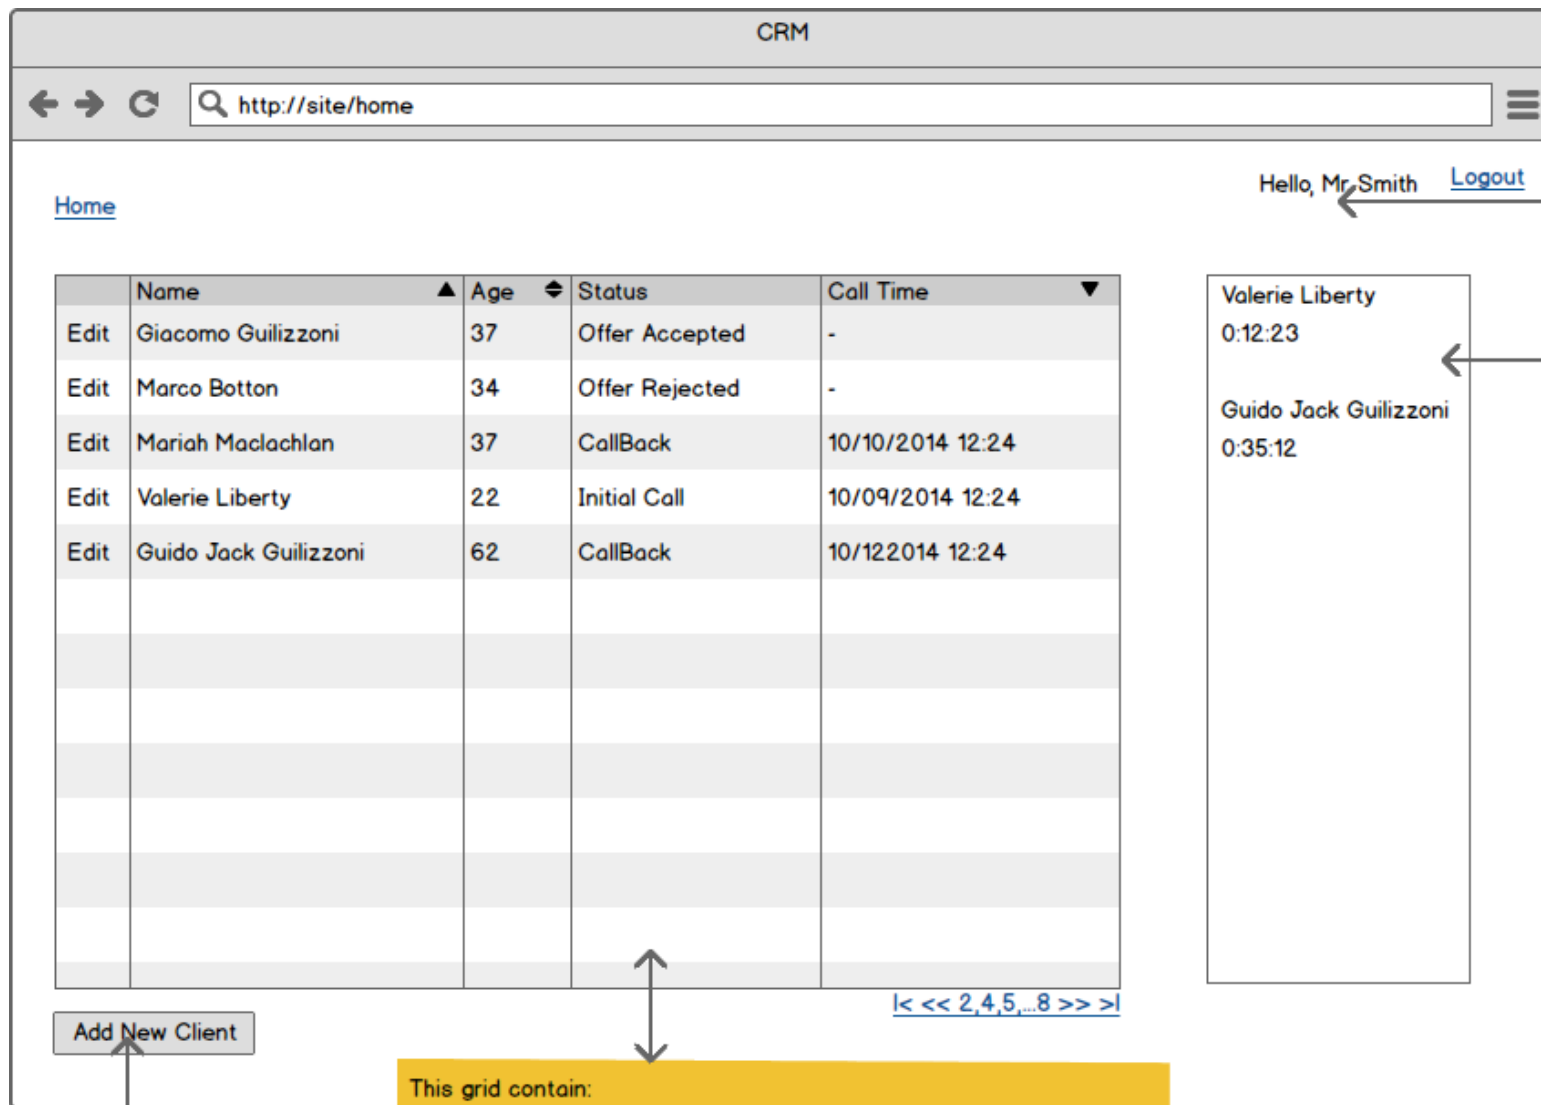 CRM
http://site/home
Hello, Mr Smith Logout
Home
Name Age Status Call Time
Edit Giacomo Guilizzoni 37 Offer Accepted -
Edit Marco Botton 34 Offer Rejected -
Edit Mariah Maclachlan 37 CallBack 10/10/2014 12:24
Edit Valerie Liberty 22 Initial Call 10/09/2014 12:24
Edit Guido Jack Guilizzoni 62 CallBack 10/122014 12:24
Valerie Liberty
0:12:23
Guido Jack Guilizzoni
0:35:12
|< << 2,4,5,...8 >> >|
Add New Client
This grid contain: